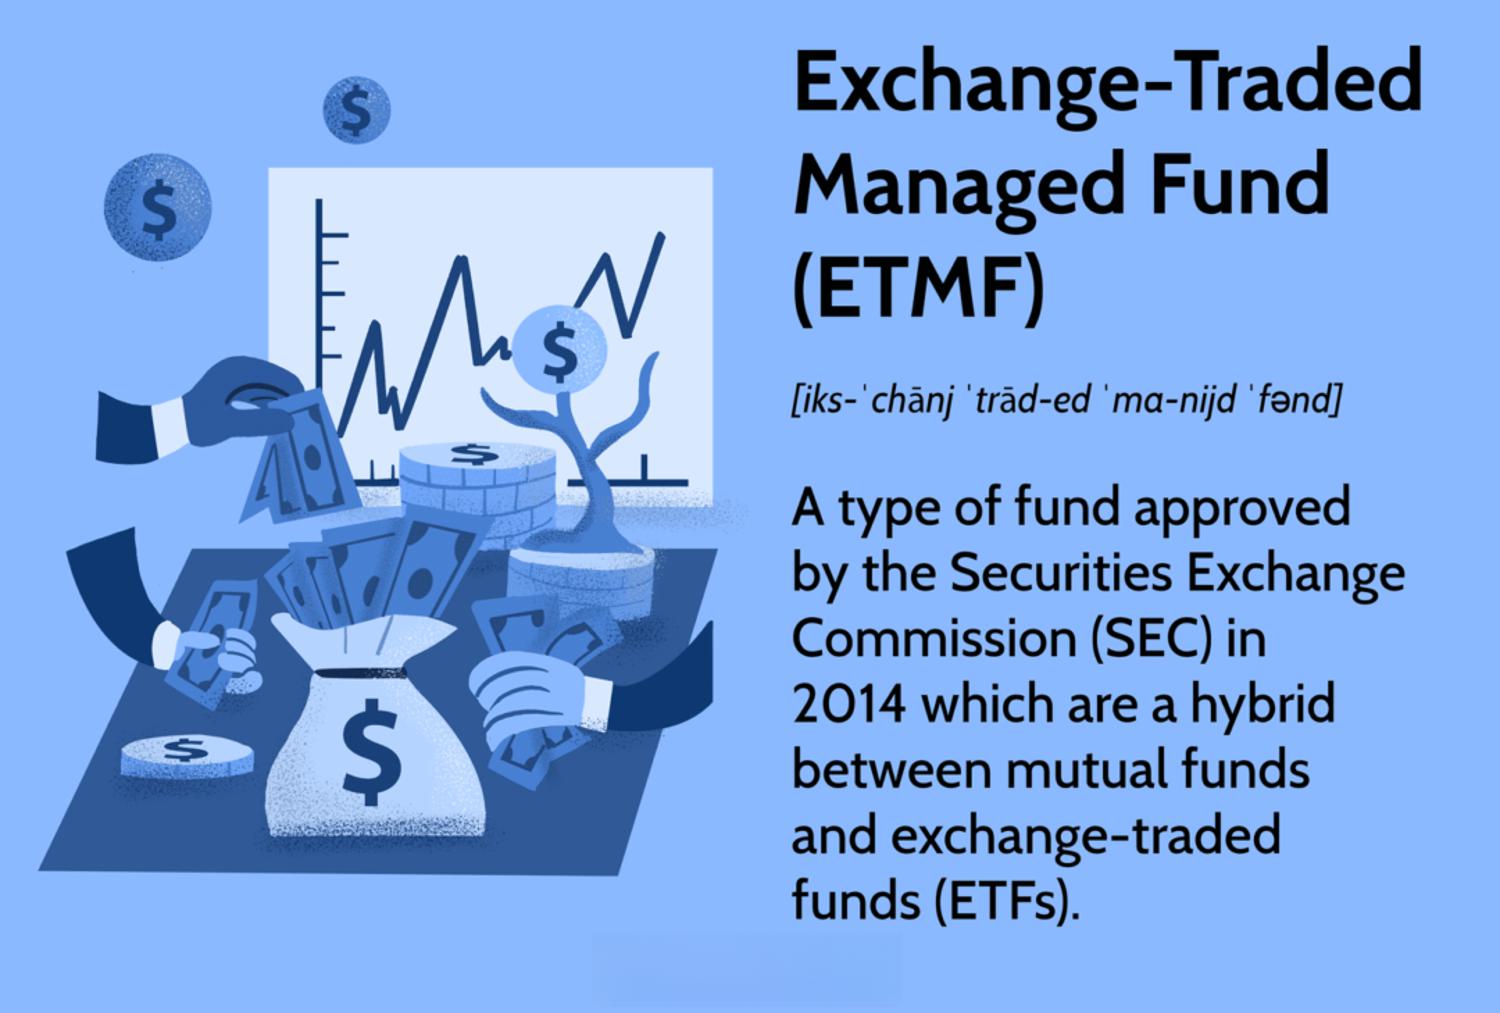 Exchange-Traded
Managed Fund
(ETMF)
[iks-ˈchānj ˈtrād-ed ˈma-nijd ˈfənd]
A type of fund approved
by the Securities Exchange
Commission (SEC) in
2014 which are a hybrid
between mutual funds
and exchange-traded
funds (ETFs).
$
$
$
$
$
$